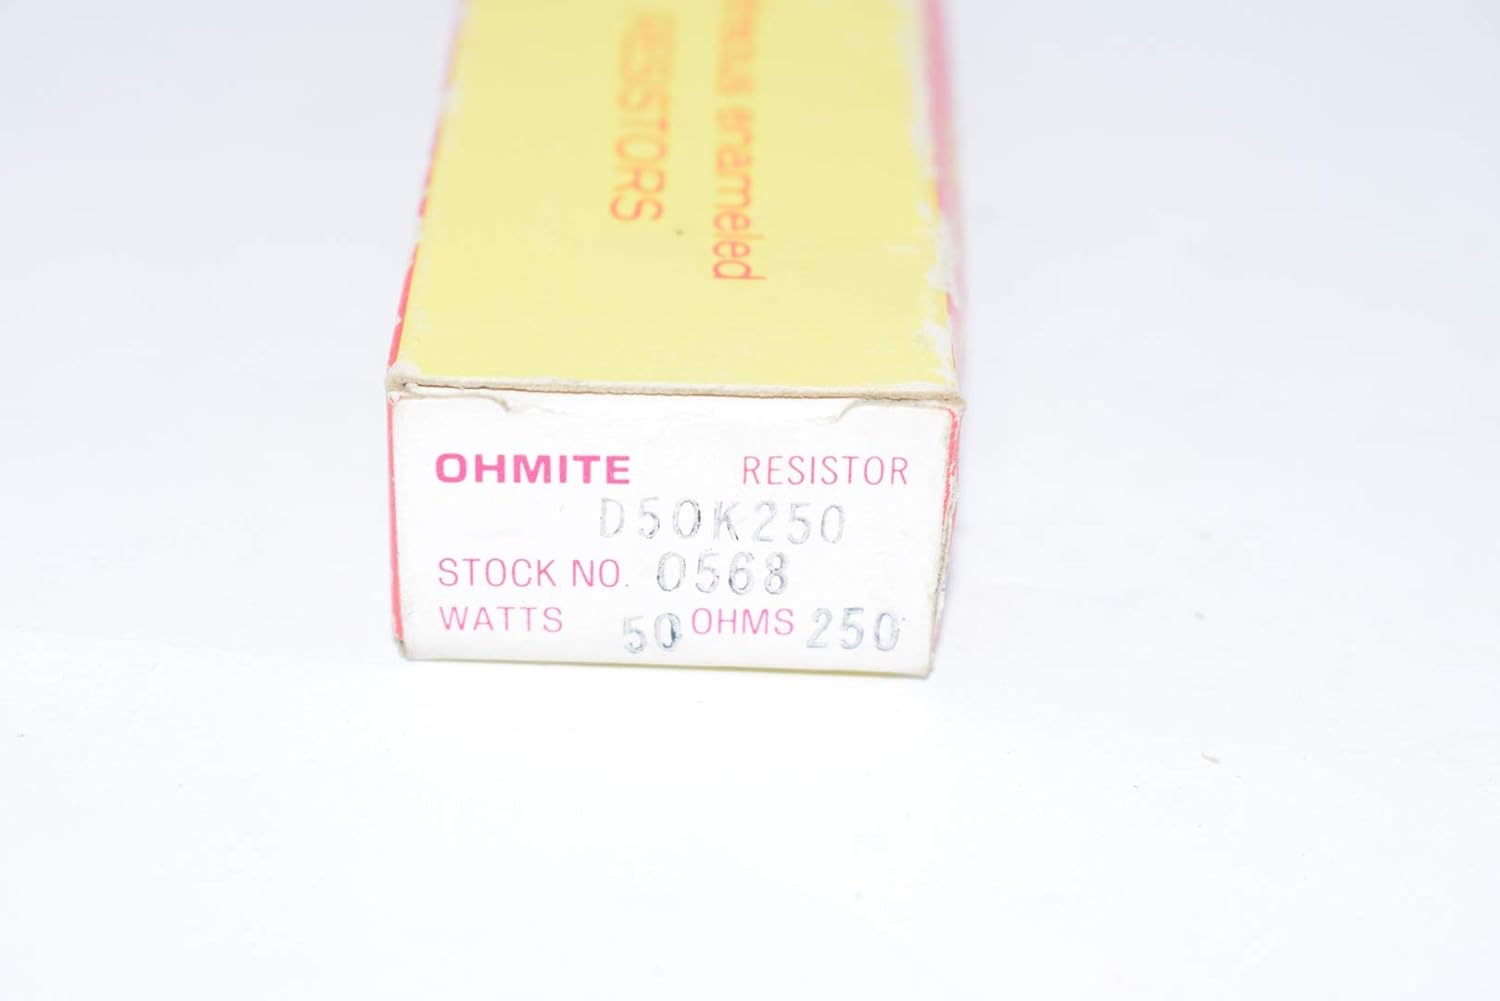 enameled
RESISTORS
OHMITE RESISTOR
D50K250
STOCK NO. 0568
WATTS 50 OHMS 250